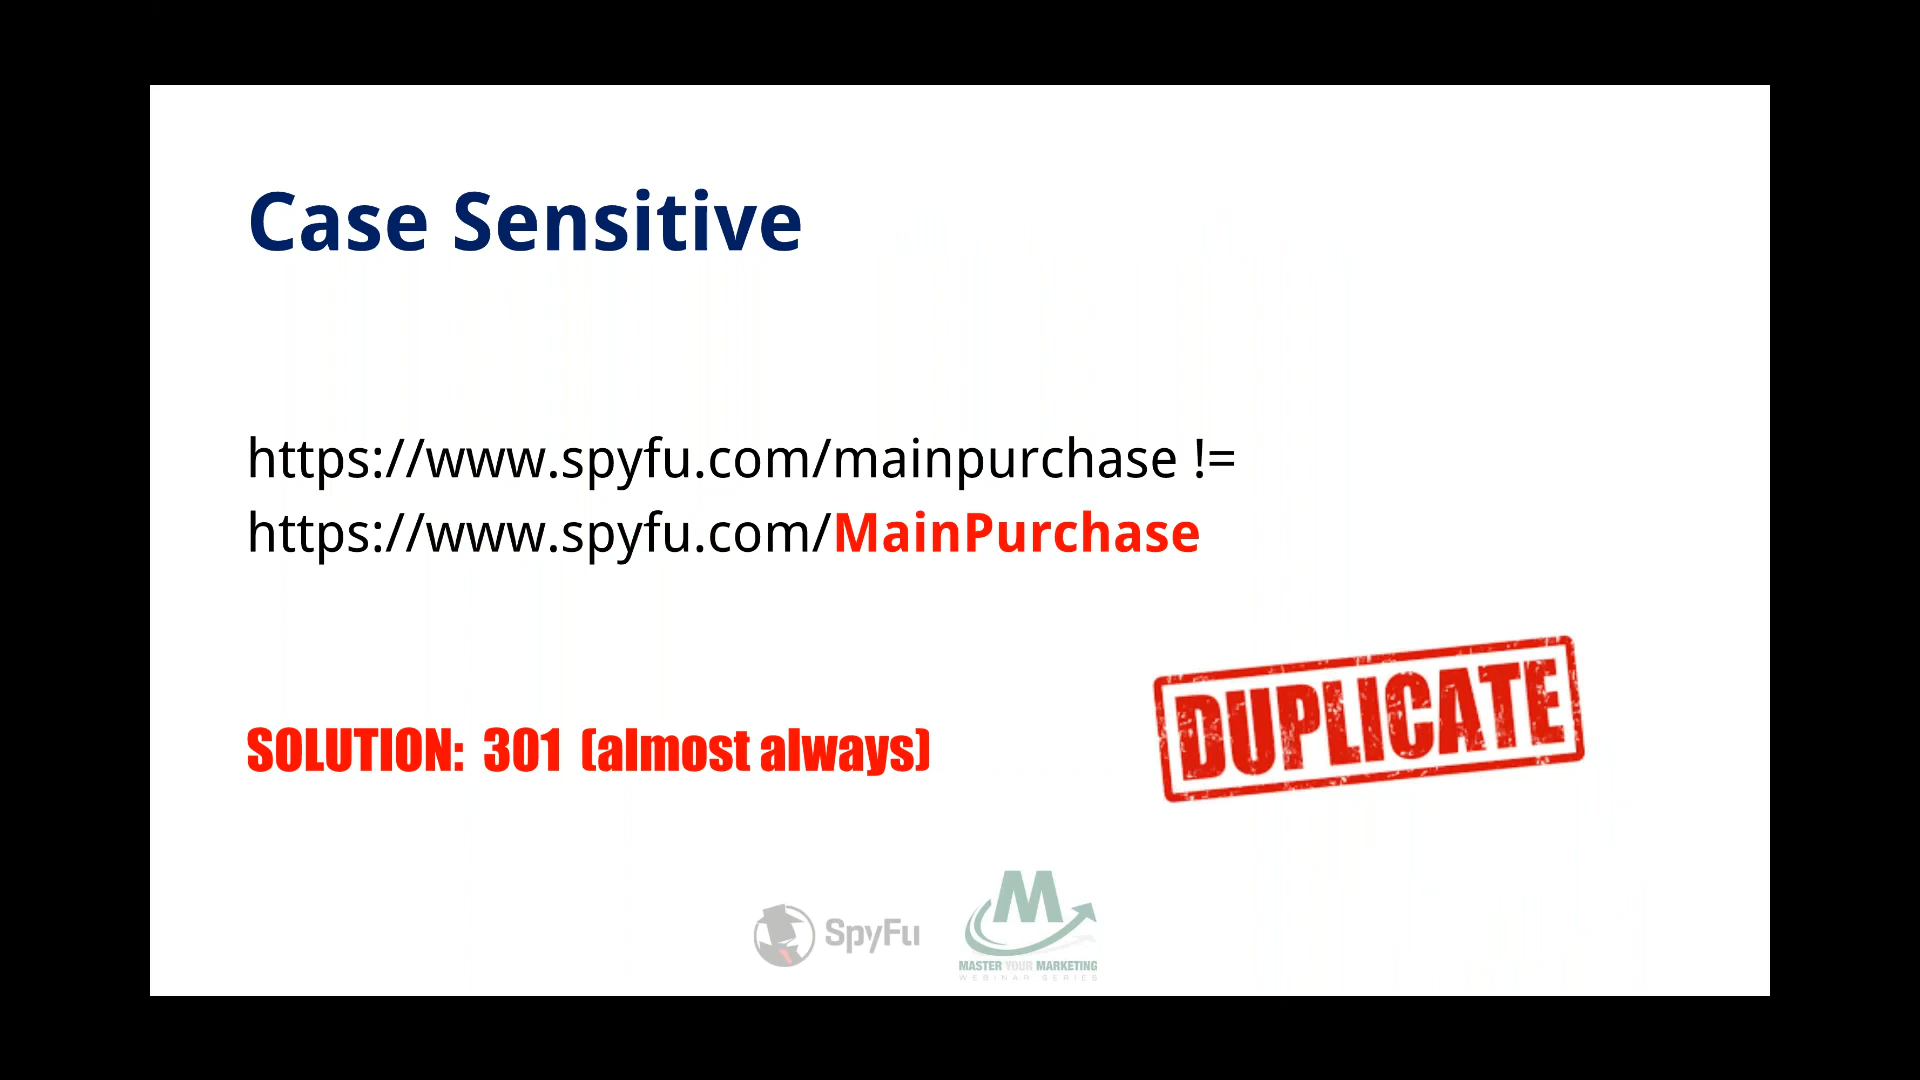 Case Sensitive
https://www.spyfu.com/mainpurchase !=
https://www.spyfu.com/MainPurchase
SOLUTION: 301 (almost always)
DUPLICATE
SpyFu
M
MASTER YOUR MARKETING
WEBINAR SERIES